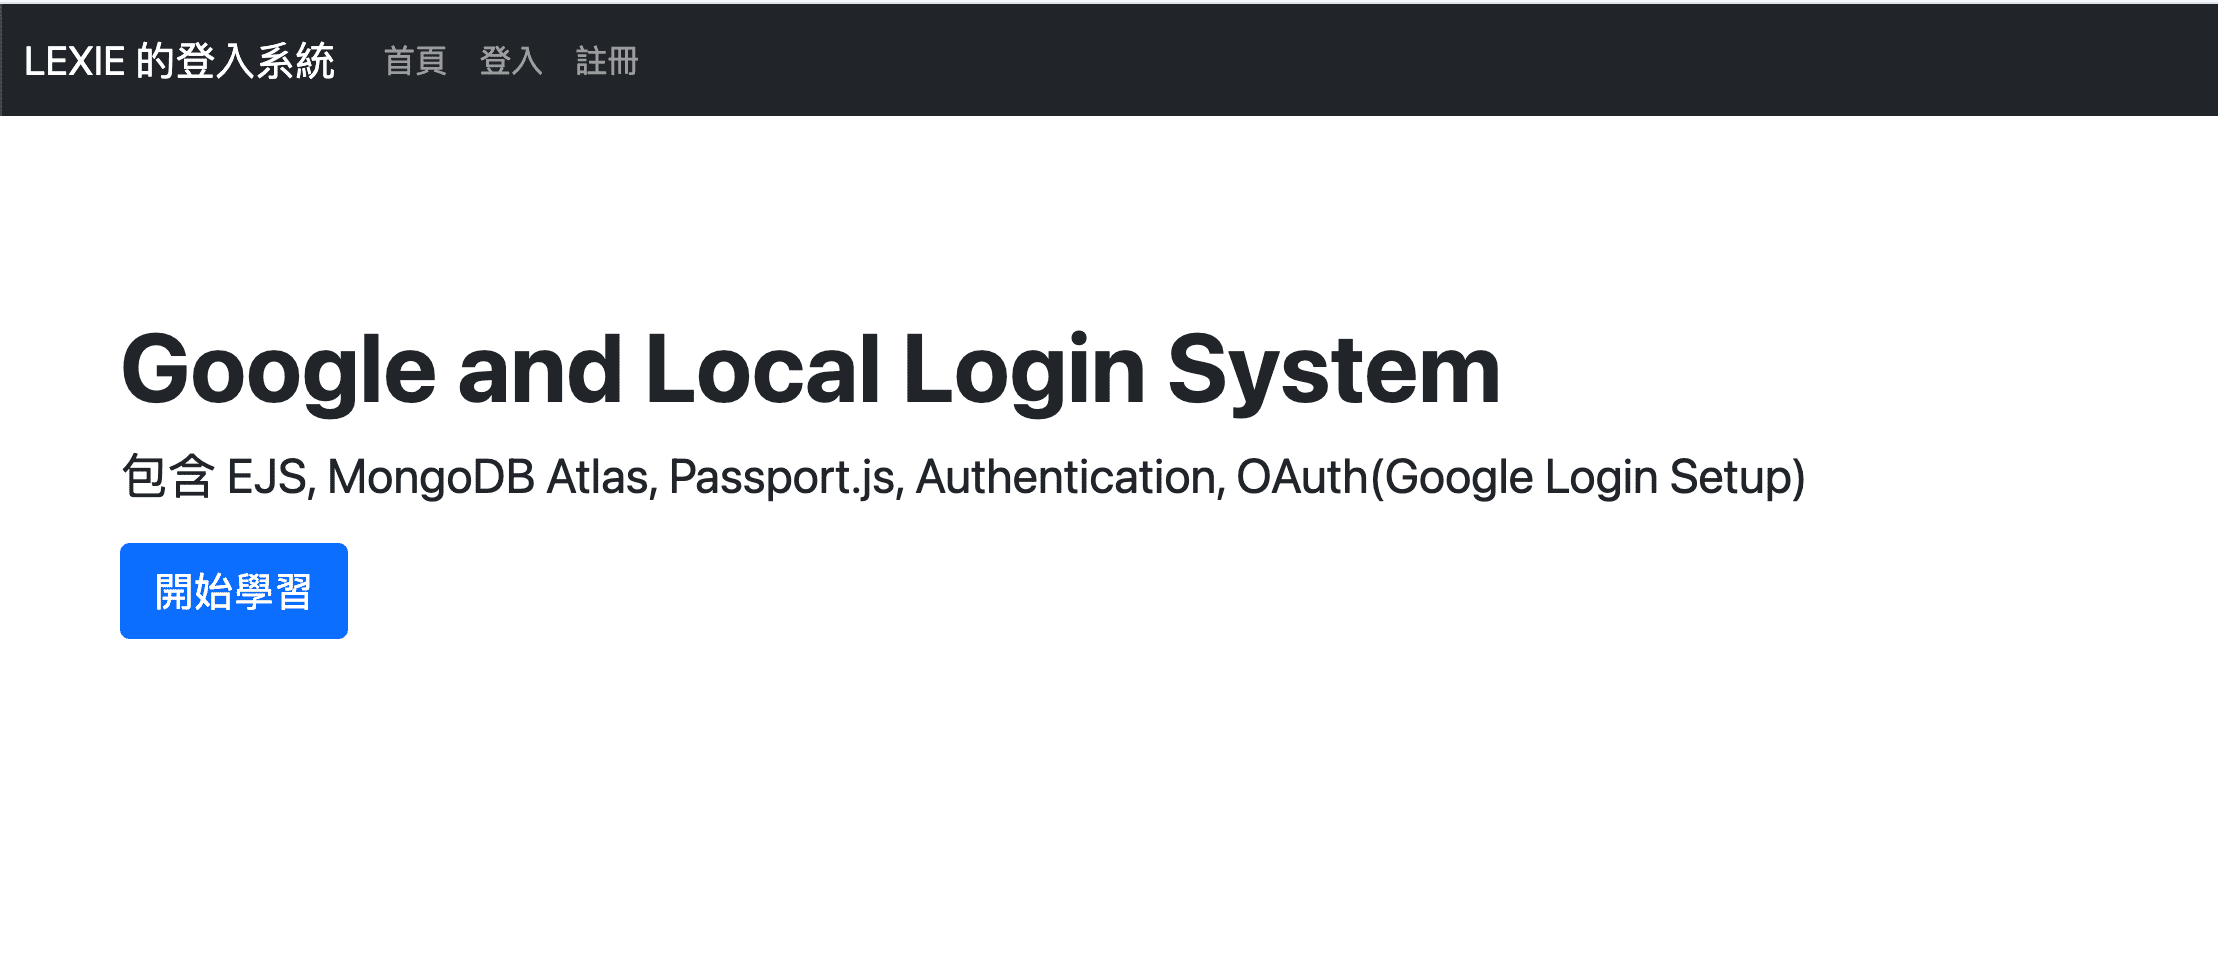 LEXIE 的登入系統 首頁 登入 註冊
Google and Local Login System
包含 EJS, MongoDB Atlas, Passport.js, Authentication, OAuth(Google Login Setup)
開始學習